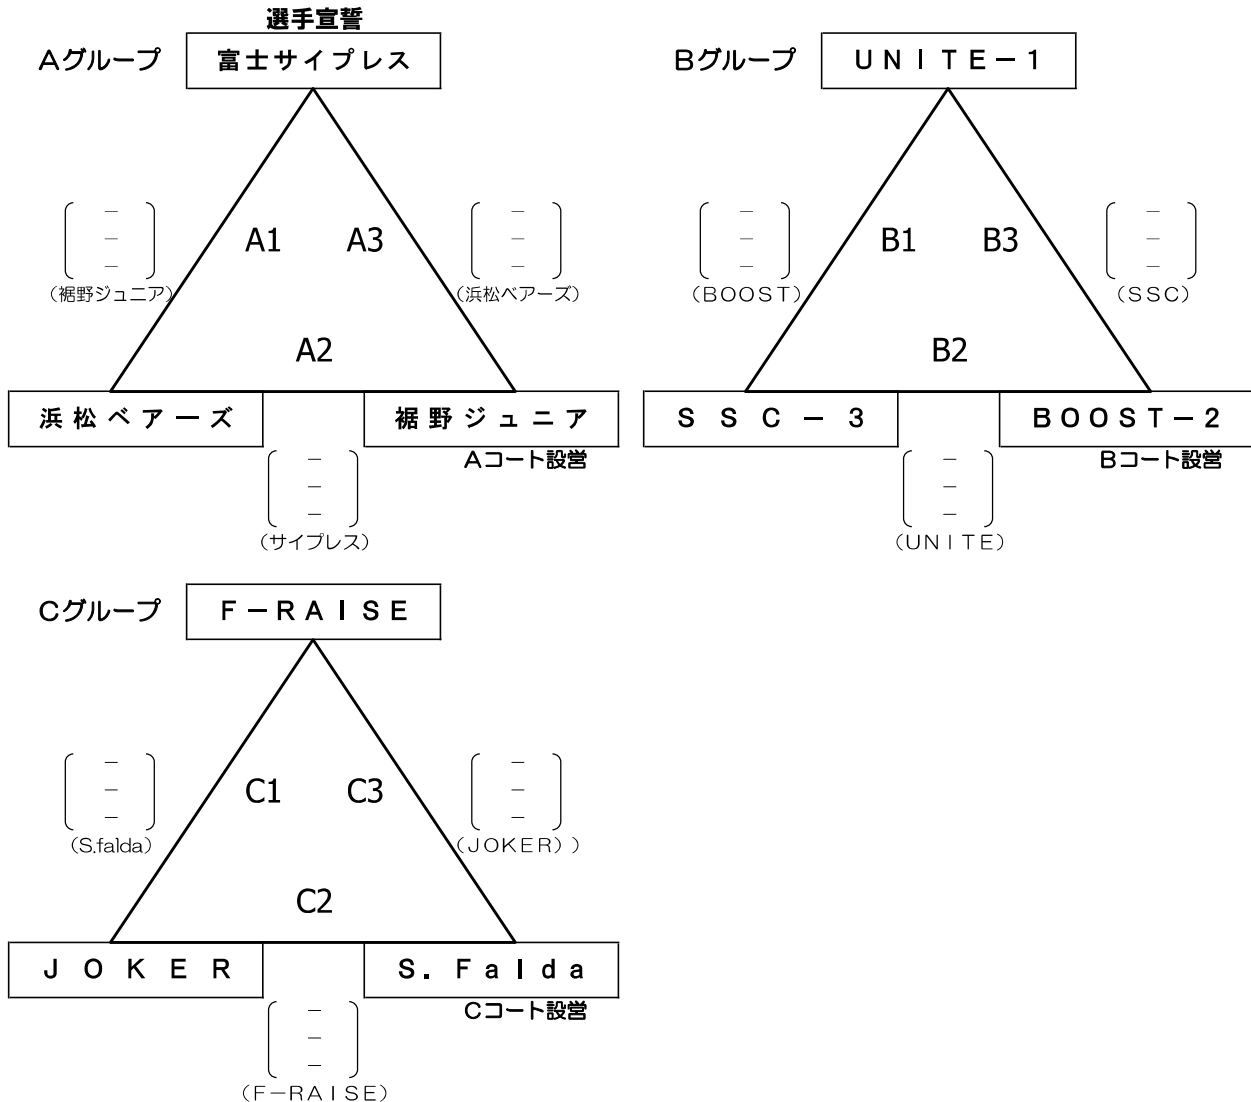 選手宣誓
Aグループ 富士サイプレス
A1 A3
－
－
－
(裾野ジュニア)
－
－
－
(浜松ベアーズ)
A2
浜松ベアーズ 裾野ジュニア
Aコート設営
－
－
－
(サイプレス)
Bグループ UNITE－1
B1 B3
－
－
－
(BOOST)
－
－
－
(SSC)
B2
SSC－3 BOOST－2
Bコート設営
－
－
－
(UNITE)
Cグループ F－RAISE
C1 C3
－
－
－
(S.falda)
－
－
－
(JOKER))
C2
JOKER S.Falda
Cコート設営
－
－
－
(F－RAISE)